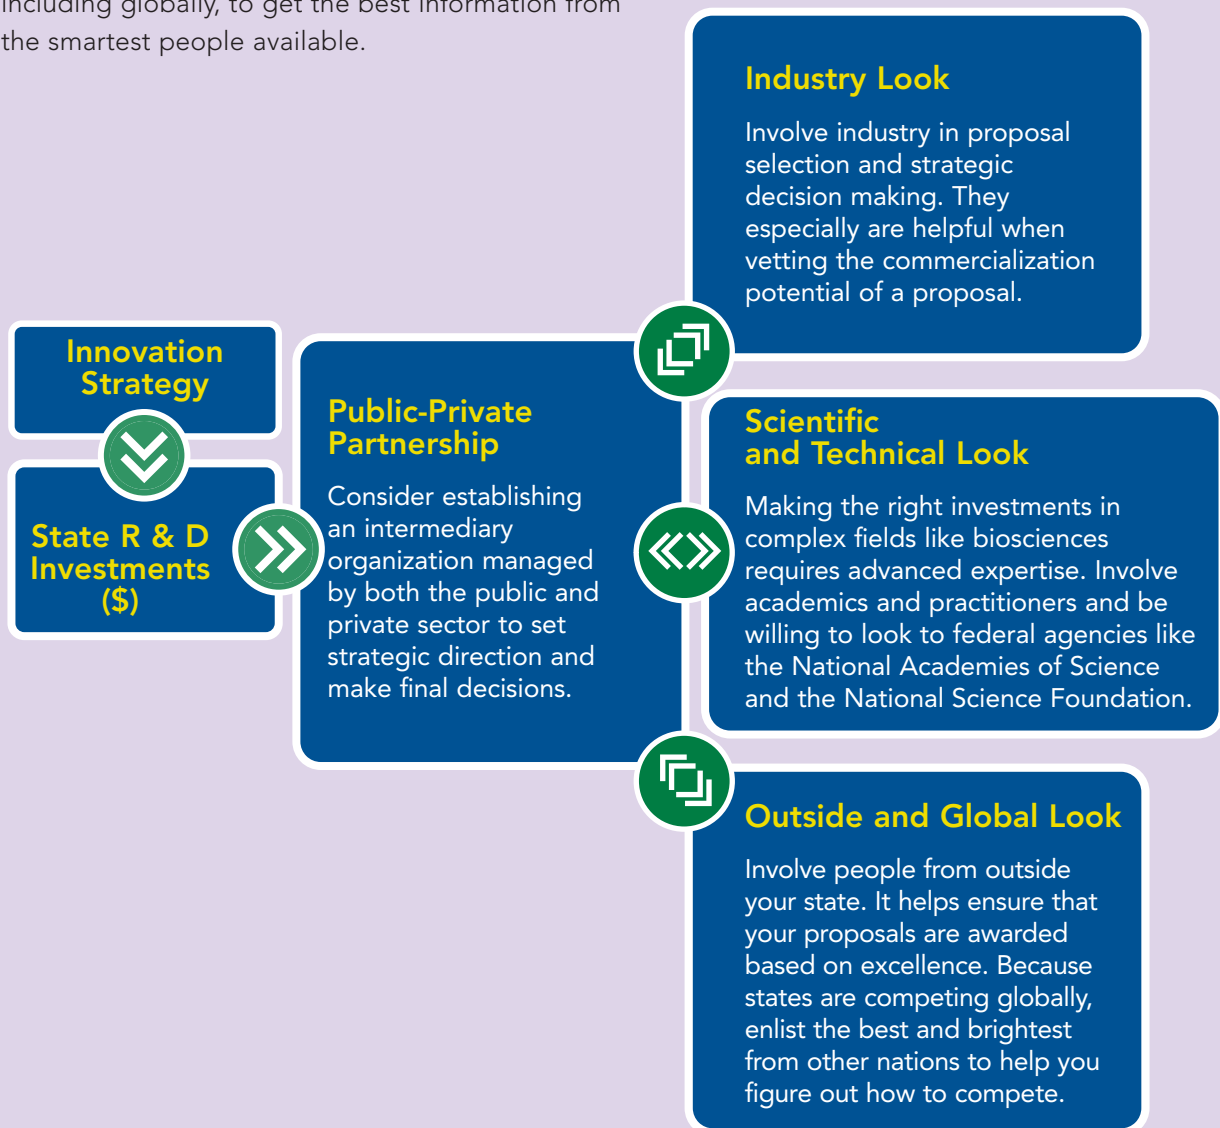 including globally, to get the best information from
the smartest people available.
Innovation
Strategy
State R & D
Investments
($)
Public-Private
Partnership
Consider establishing
an intermediary
organization managed
by both the public and
private sector to set
strategic direction and
make final decisions.
Industry Look
Involve industry in proposal
selection and strategic
decision making. They
especially are helpful when
vetting the commercialization
potential of a proposal.
Scientific
and Technical Look
Making the right investments in
complex fields like biosciences
requires advanced expertise. Involve
academics and practitioners and be
willing to look to federal agencies like
the National Academies of Science
and the National Science Foundation.
Outside and Global Look
Involve people from outside
your state. It helps ensure that
your proposals are awarded
based on excellence. Because
states are competing globally,
enlist the best and brightest
from other nations to help you
figure out how to compete.